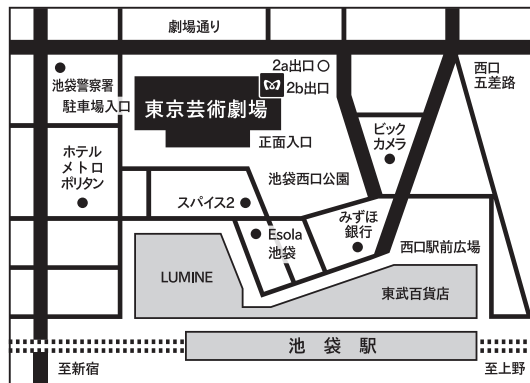 劇場通り
2a出口
2b出口
西口
五差路
池袋警察署
駐車場入口
東京芸術劇場
正面入口
ビック
カメラ
ホテル
メトロ
ポリタン
池袋西口公園
スパイス2
Esola
池袋
みずほ
銀行
西口駅前広場
LUMINE
東武百貨店
池袋駅
至新宿
至上野